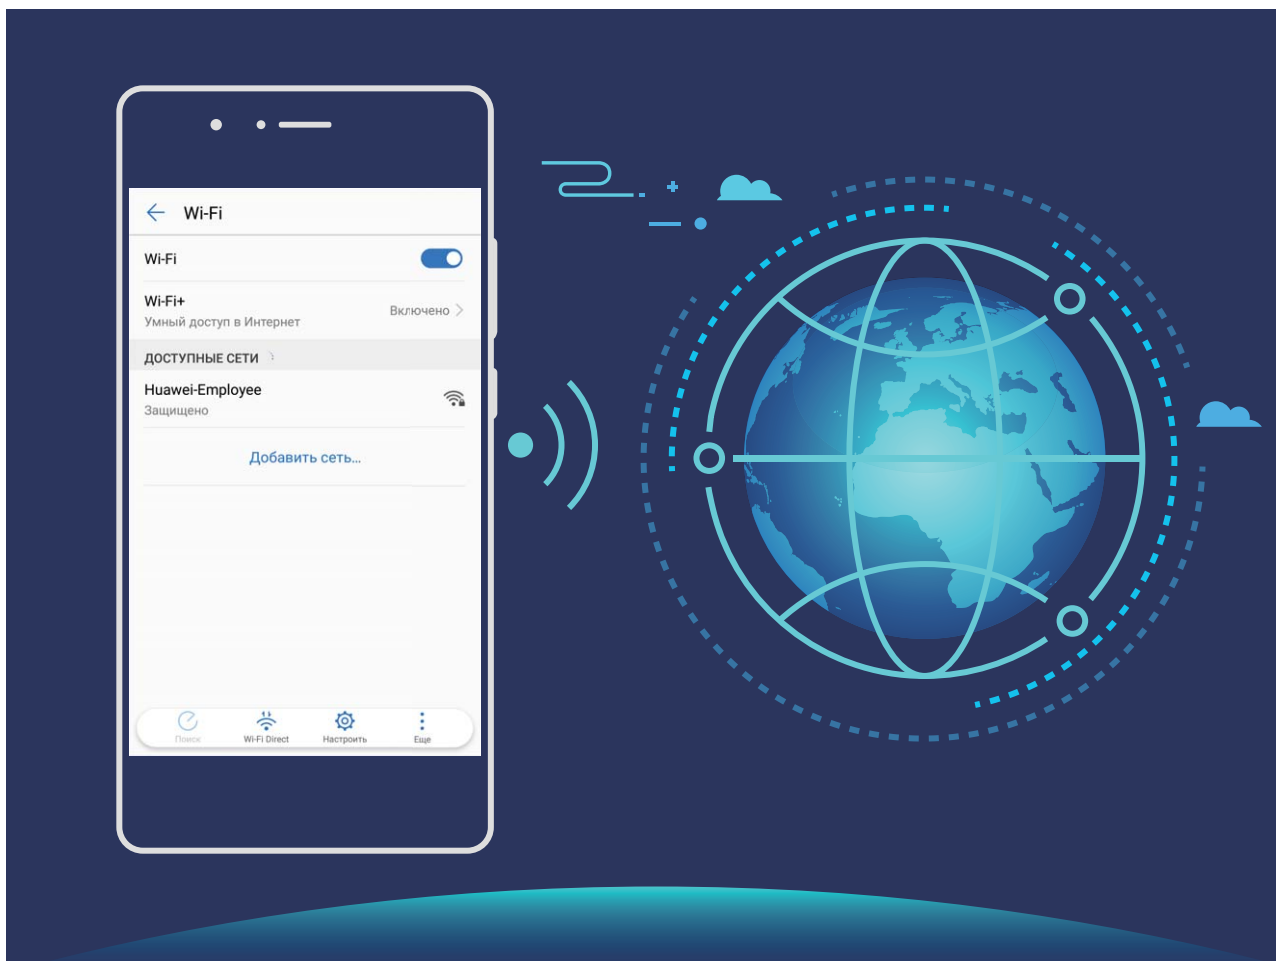 Wi-Fi
Wi-Fi
Wi-Fi+
Умный доступ в Интернет
Включено
ДОСТУПНЫЕ СЕТИ
Huawei-Employee
Защищено
Добавить сеть...
Поиск
Wi-Fi Direct
Настроить
Еще